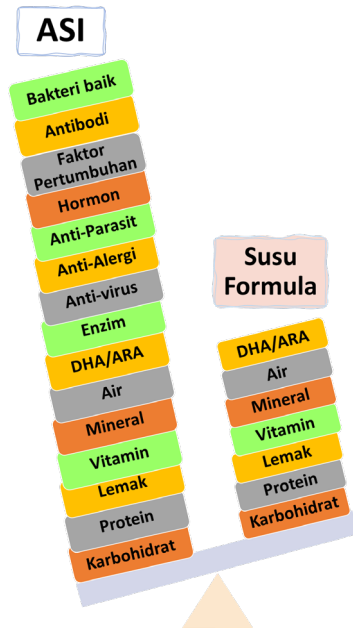 ASI
Bakteri baik
Antibodi
Faktor
Pertumbuhan
Hormon
Anti-Parasit
Anti-Alergi
Anti-virus
Enzim
DHA/ARA
Air
Mineral
Vitamin
Lemak
Protein
Karbohidrat
Susu
Formula
DHA/ARA
Air
Mineral
Vitamin
Lemak
Protein
Karbohidrat